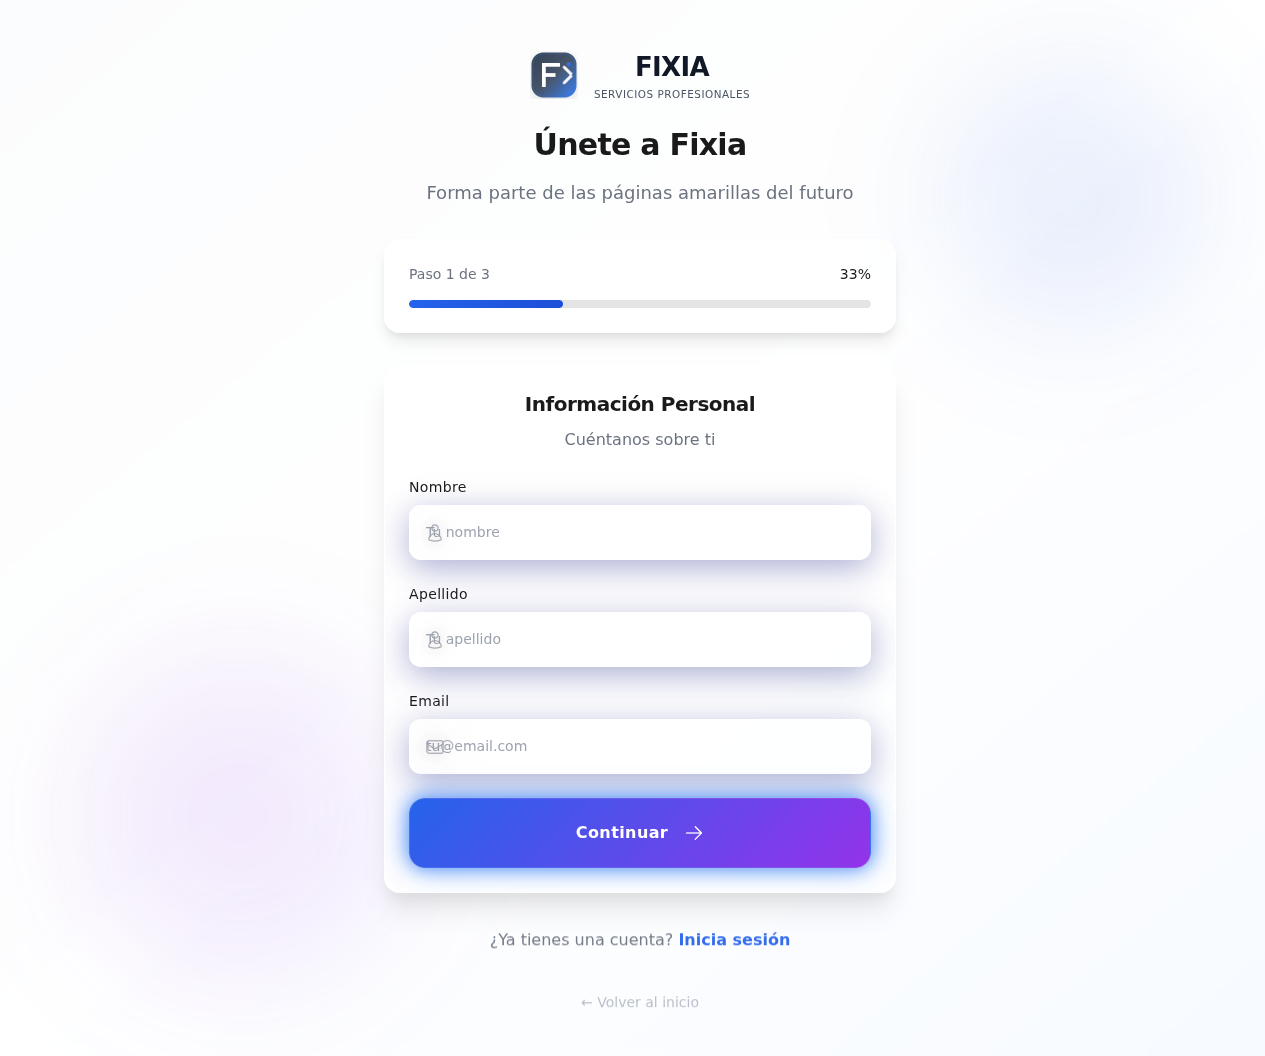 FIXIA
SERVICIOS PROFESIONALES
Únete a Fixia
Forma parte de las páginas amarillas del futuro
Paso 1 de 3
33%
Información Personal
Cuéntanos sobre ti
Nombre
Tu nombre
Apellido
Tu apellido
Email
tu@email.com
Continuar →
¿Ya tienes una cuenta? Inicia sesión
← Volver al inicio